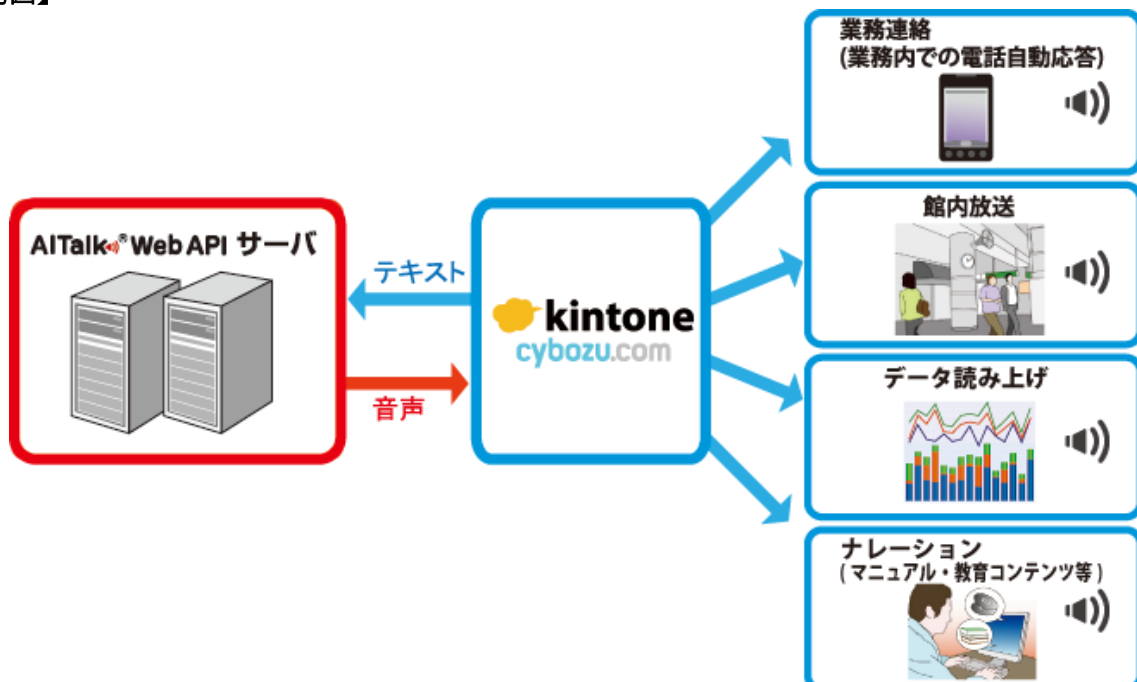 AITalk® Web API サーバ
テキスト
音声
kintone
cybozu.com
業務連絡
(業務内での電話自動応答)
館内放送
データ読み上げ
ナレーション
( マニュアル・教育コンテンツ等 )